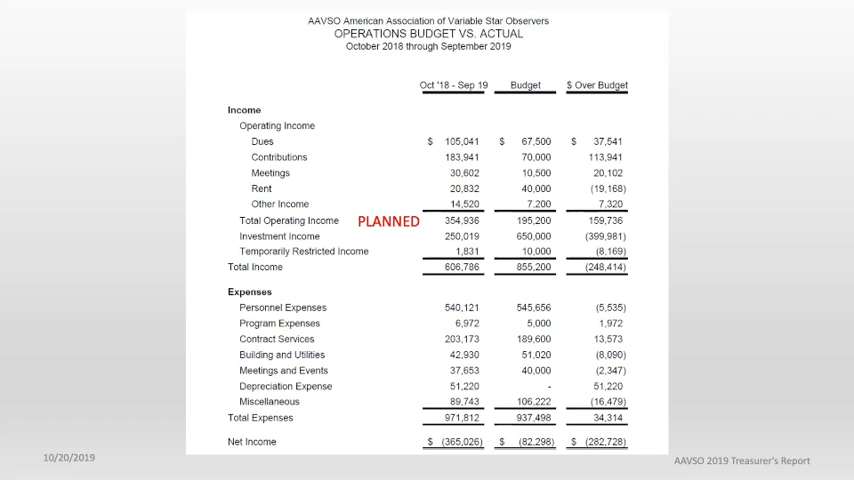 AAVSO American Association of Variable Star Observers
OPERATIONS BUDGET VS. ACTUAL
October 2018 through September 2019
Oct '18 - Sep 19 Budget $ Over Budget
Income
Operating Income
Dues $ 105,041 $ 67,500 $ 37,541
Contributions 183,941 70,000 113,941
Meetings 30,602 10,500 20,102
Rent 20,832 40,000 (19,168)
Other Income 14,520 7,200 7,320
Total Operating Income PLANNED 354,936 195,200 159,736
Investment Income 250,019 650,000 (399,981)
Temporarily Restricted Income 1,831 10,000 (8,169)
Total Income 606,786 855,200 (248,414)
Expenses
Personnel Expenses 540,121 545,656 (5,535)
Program Expenses 6,972 5,000 1,972
Contract Services 203,173 189,600 13,573
Building and Utilities 42,930 51,020 (8,090)
Meetings and Events 37,653 40,000 (2,347)
Depreciation Expense 51,220 - 51,220
Miscellaneous 89,743 106,222 (16,479)
Total Expenses 971,812 937,498 34,314
Net Income $ (365,026) $ (82,298) $ (282,728)
10/20/2019
AAVSO 2019 Treasurer's Report